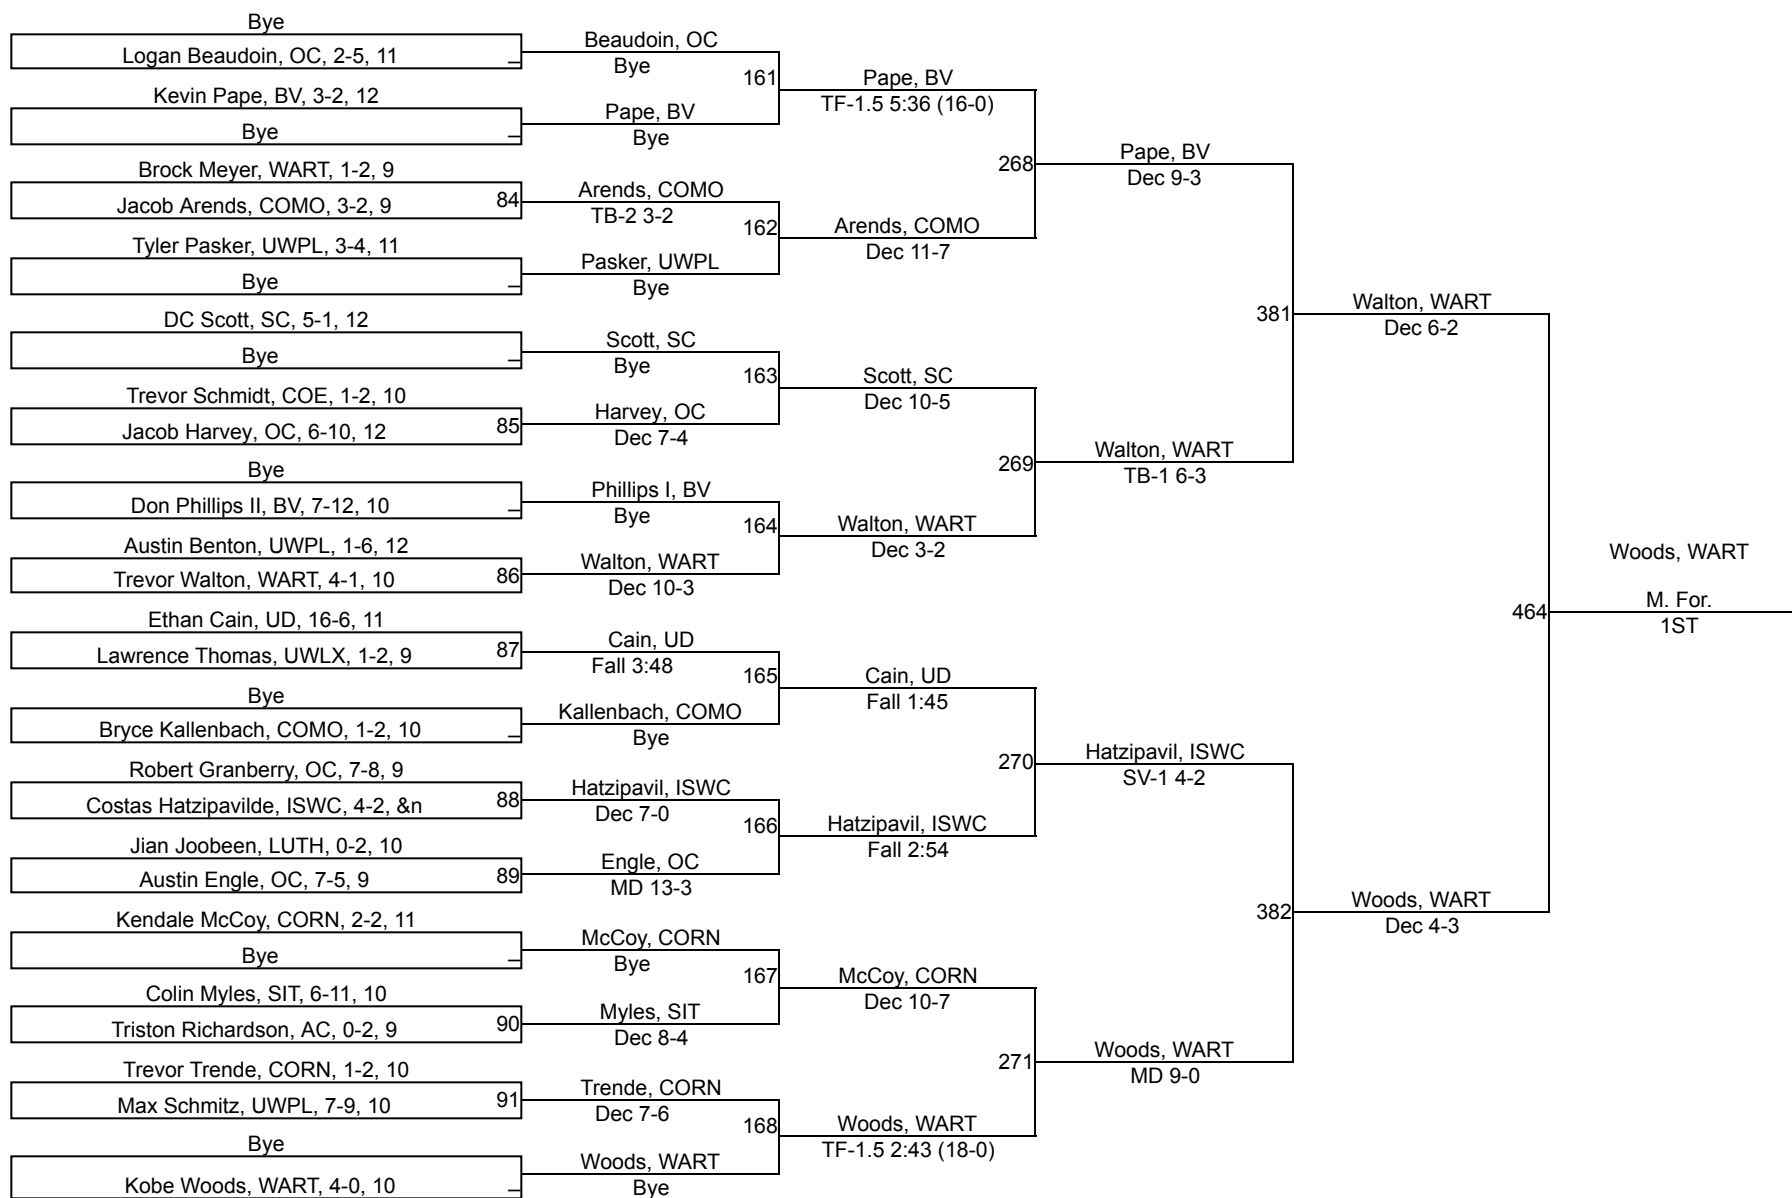 Bye
Logan Beaudoin, OC, 2-5, 11
Kevin Pape, BV, 3-2, 12
Bye
Brock Meyer, WART, 1-2, 9
Jacob Arends, COMO, 3-2, 9
84
Tyler Pasker, UWPL, 3-4, 11
Bye
DC Scott, SC, 5-1, 12
Bye
Trevor Schmidt, COE, 1-2, 10
Jacob Harvey, OC, 6-10, 12
85
Bye
Don Phillips II, BV, 7-12, 10
Austin Benton, UWPL, 1-6, 12
Trevor Walton, WART, 4-1, 10
86
Ethan Cain, UD, 16-6, 11
Lawrence Thomas, UWLX, 1-2, 9
87
Bye
Bryce Kallenbach, COMO, 1-2, 10
Robert Granberry, OC, 7-8, 9
Costas Hatzipavilde, ISWC, 4-2, &n
88
Jian Joobeen, LUTH, 0-2, 10
Austin Engle, OC, 7-5, 9
89
Kendale McCoy, CORN, 2-2, 11
Bye
Colin Myles, SIT, 6-11, 10
Triston Richardson, AC, 0-2, 9
90
Trevor Trende, CORN, 1-2, 10
Max Schmitz, UWPL, 7-9, 10
91
Bye
Kobe Woods, WART, 4-0, 10
Beaudoin, OC
Bye
161
Pape, BV
Bye
Arends, COMO
TB-2 3-2
162
Pasker, UWPL
Bye
Scott, SC
Bye
163
Harvey, OC
Dec 7-4
Phillips I, BV
Bye
164
Walton, WART
Dec 10-3
Cain, UD
Fall 3:48
165
Kallenbach, COMO
Bye
Hatzipavil, ISWC
Dec 7-0
166
Engle, OC
MD 13-3
McCoy, CORN
Bye
167
Myles, SIT
Dec 8-4
Trende, CORN
Dec 7-6
168
Woods, WART
Bye
Pape, BV
TF-1.5 5:36 (16-0)
268
Arends, COMO
Dec 11-7
Scott, SC
Dec 10-5
269
Walton, WART
Dec 3-2
Cain, UD
Fall 1:45
270
Hatzipavil, ISWC
Fall 2:54
McCoy, CORN
Dec 10-7
271
Woods, WART
TF-1.5 2:43 (18-0)
Pape, BV
Dec 9-3
381
Walton, WART
TB-1 6-3
Hatzipavil, ISWC
SV-1 4-2
382
Woods, WART
MD 9-0
Walton, WART
Dec 6-2
464
Woods, WART
Dec 4-3
Woods, WART
M. For.
1ST